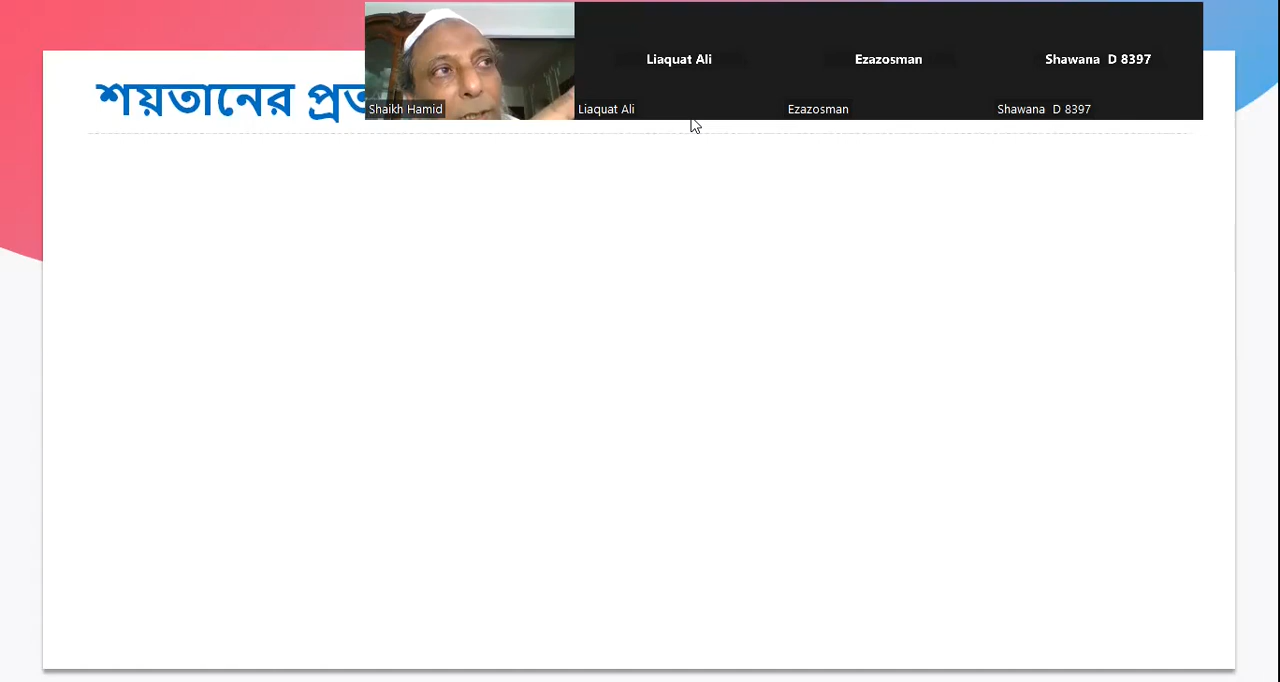 Liaquat Ali
Ezazosman
Shawana D 8397
Shaikh Hamid
Liaquat Ali
Ezazosman
Shawana D 8397
শয়তানের